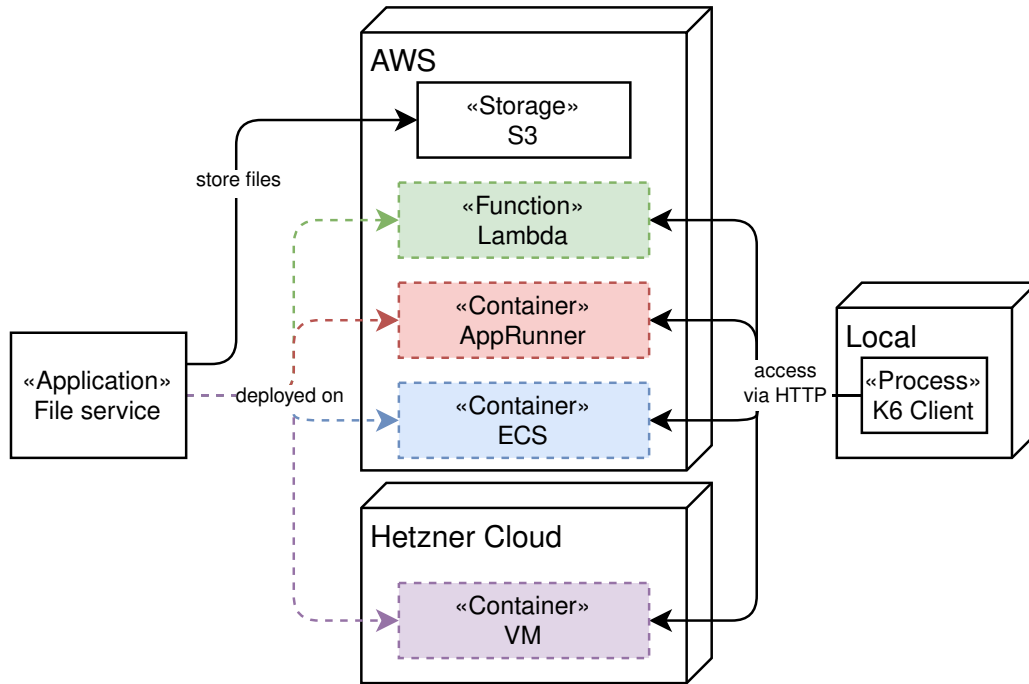 AWS
«Storage»
S3
store files
«Function»
Lambda
«Container»
AppRunner
«Application»
File service
deployed on
«Container»
ECS
access
via HTTP
Local
«Process»
K6 Client
Hetzner Cloud
«Container»
VM